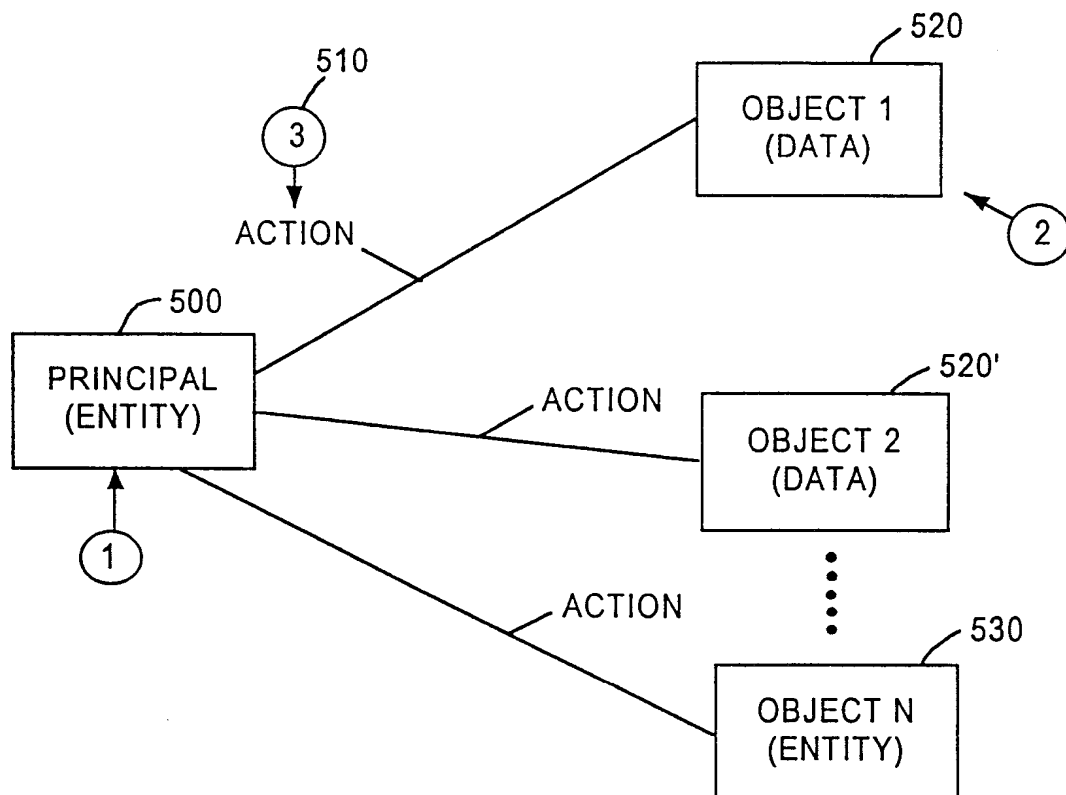 520
510
OBJECT 1
(DATA)
3
2
ACTION
500
PRINCIPAL
(ENTITY)
520'
ACTION
OBJECT 2
(DATA)
1
ACTION
530
OBJECT N
(ENTITY)